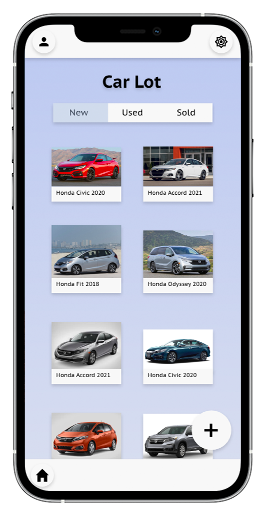 Car Lot
New Used Sold
Honda Civic 2020 Honda Accord 2021
Honda Fit 2018 Honda Odyssey 2020
Honda Accord 2021 Honda Civic 2020